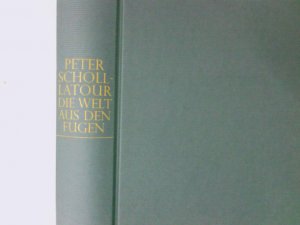 PETER
SCHOLL-
LATOUR
DIE WELT
AUS DEN
FUGEN